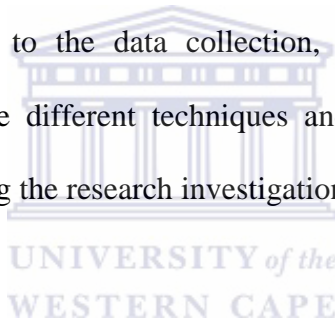 to the data collection,
e different techniques an
g the research investigation
UNIVERSITY of the
WESTERN CAPE